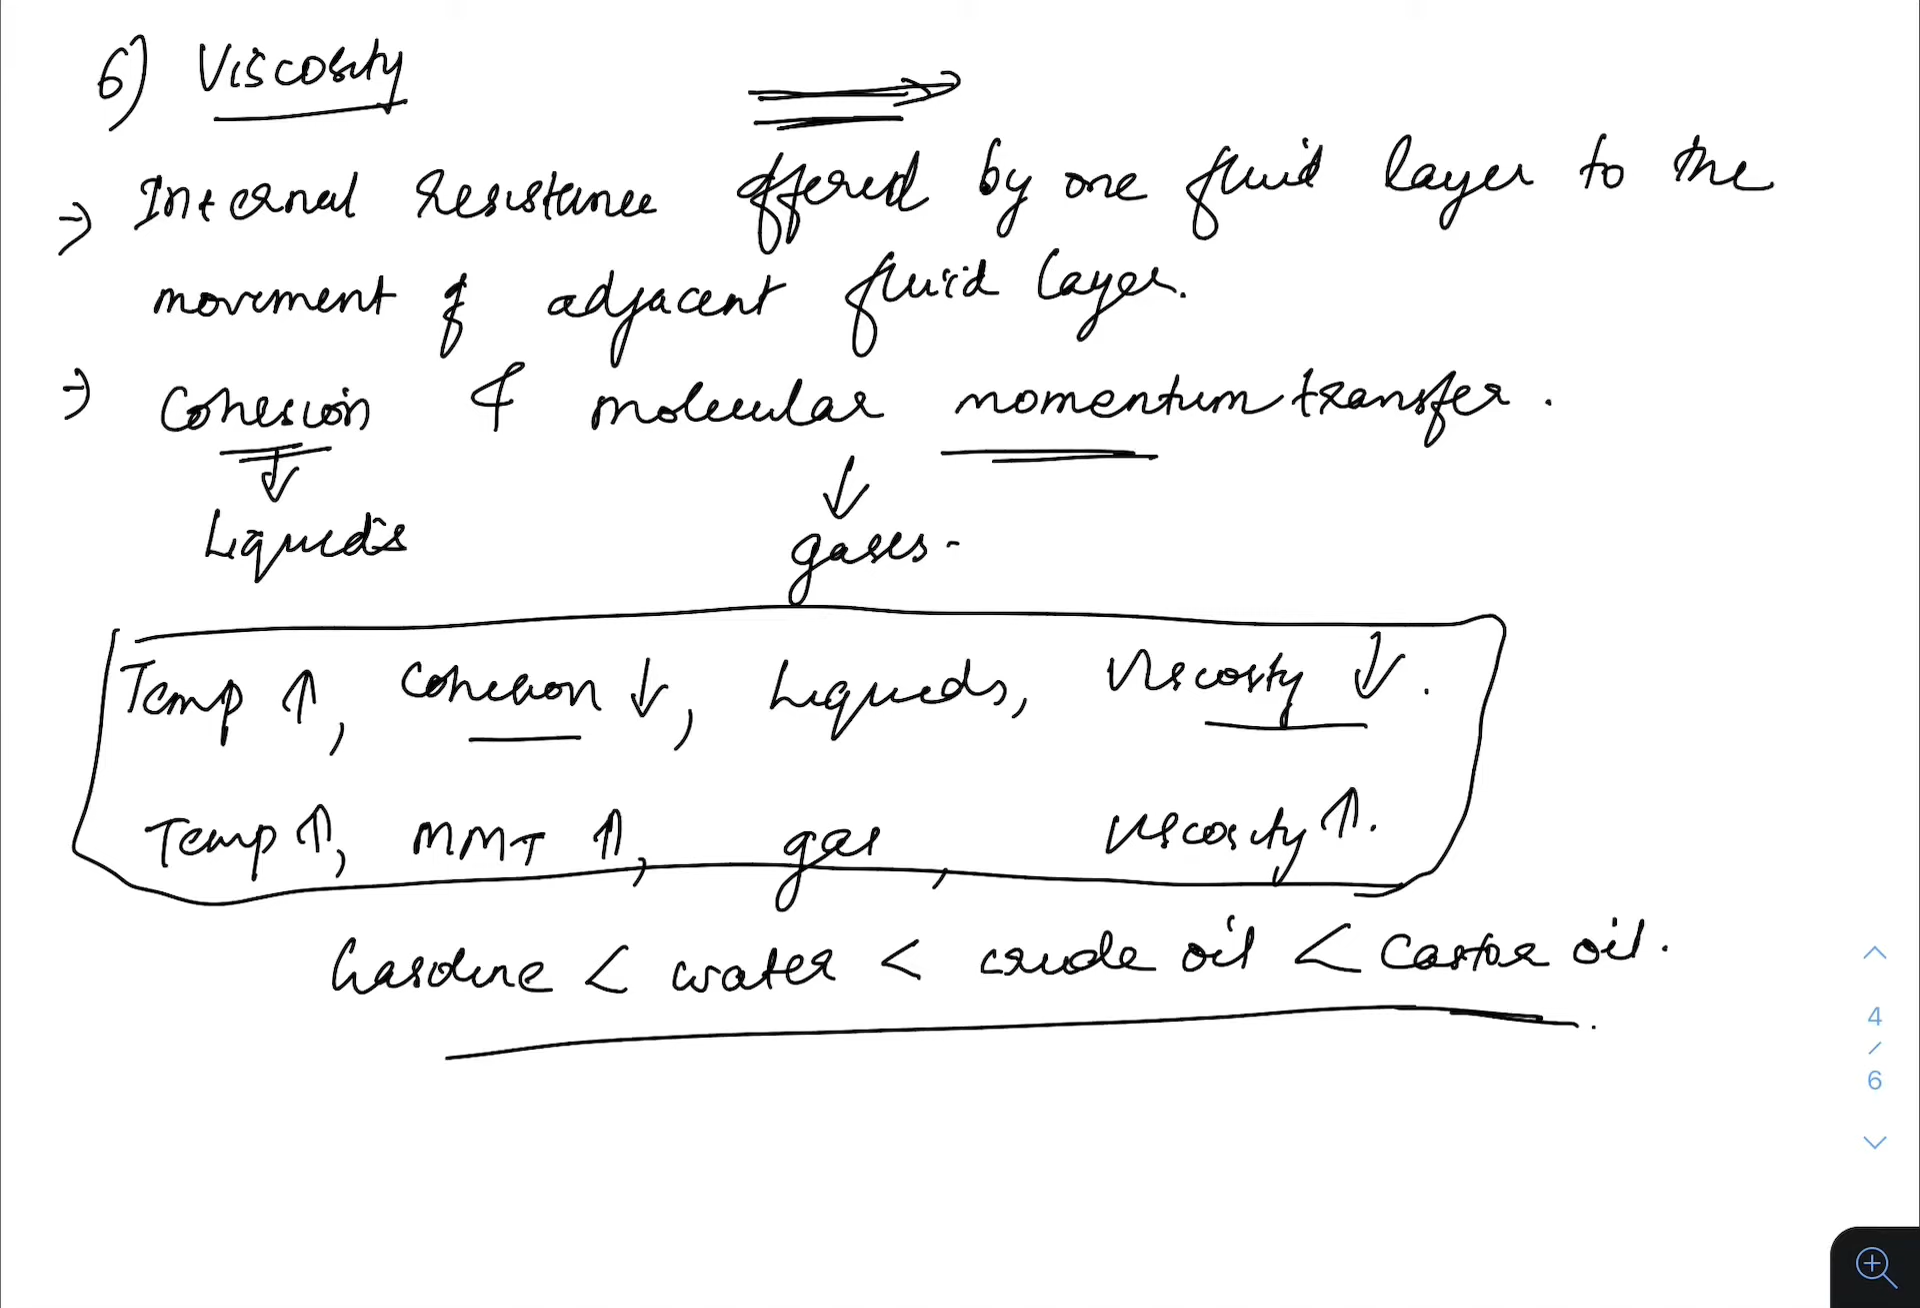 6) Viscosity
→ Internal resistance offered by one fluid layer to the
movement of adjacent fluid layer.
→ Cohesion & molecular momentum transfer.
↓ ↓
Liquids gases.
Temp ↑, Cohesion ↓, Liquids, Viscosity ↓.
Temp ↑, MMT ↑, gas, Viscosity ↑.
Gasoline < water < crude oil < Castor oil.
4
/
6